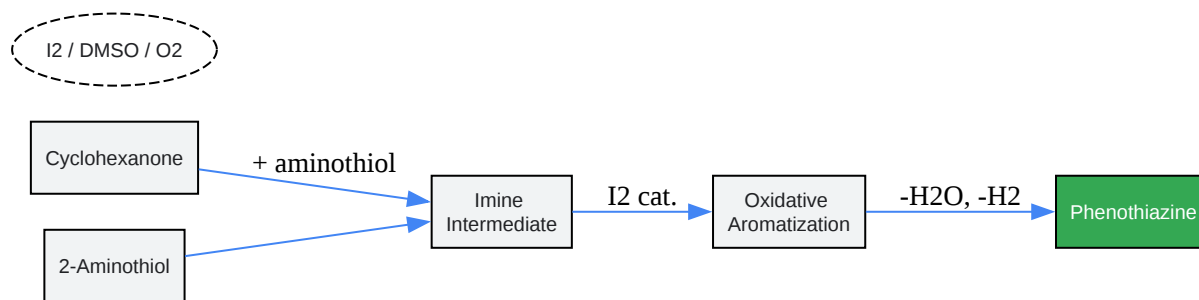 I2 / DMSO / O2
Cyclohexanone
+ aminothiol
2-Aminothiol
Imine
Intermediate
I2 cat.
Oxidative
Aromatization
-H2O, -H2
Phenothiazine